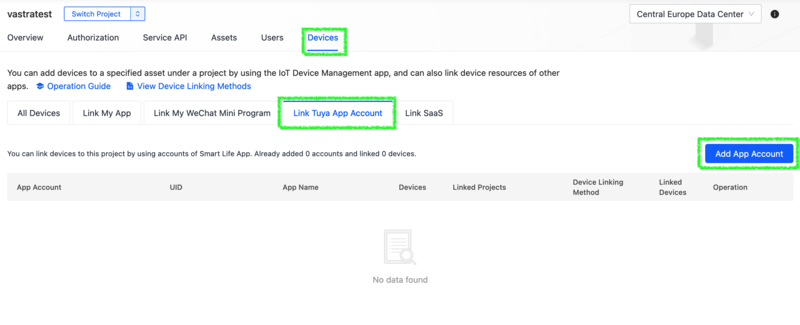 vastratest Switch Project Central Europe Data Center
Overview Authorization Service API Assets Users Devices
You can add devices to a specified asset under a project by using the IoT Device Management app, and can also link device resources of other
apps. Operation Guide View Device Linking Methods
All Devices Link My App Link My WeChat Mini Program Link Tuya App Account Link SaaS
You can link devices to this project by using accounts of Smart Life App. Already added 0 accounts and linked 0 devices. Add App Account
App Account UID App Name Devices Linked Projects Device Linking Method Linked Devices Operation
No data found